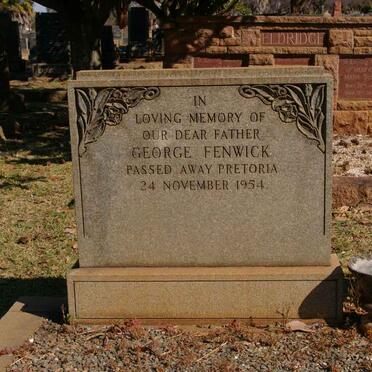 ELDRIDGE
IN
LOVING MEMORY OF
OUR DEAR FATHER
GEORGE FENWICK
PASSED AWAY PRETORIA
24 NOVEMBER 1954.